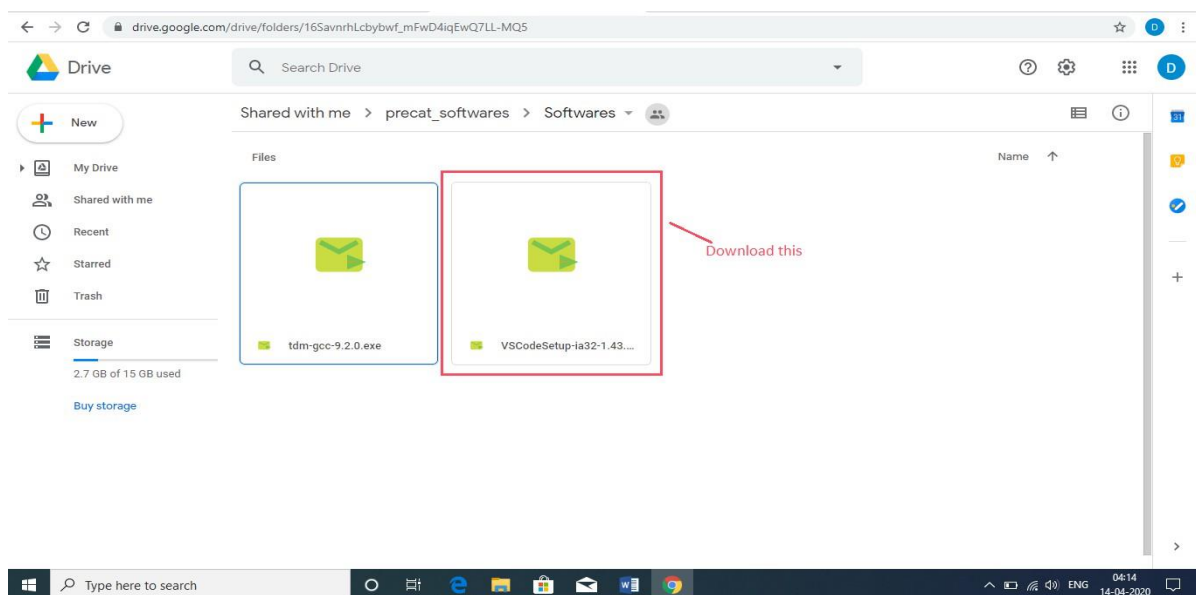 drive.google.com/drive/folders/16SavnrhLcbybwf_mFwD4iqEwQ7LL-MQ5
D
Drive
Search Drive
D
New
Shared with me > precat_softwares > Softwares
31
My Drive
Files
Name
Shared with me
Recent
Starred
Download this
Trash
Storage
tdm-gcc-9.2.0.exe
VSCodeSetup-ia32-1.43....
2.7 GB of 15 GB used
Buy storage
Type here to search
W
ENG
04:14
14-04-2020